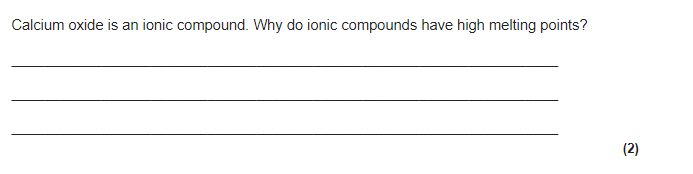 Calcium oxide is an ionic compound. Why do ionic compounds have high melting points?
(2)